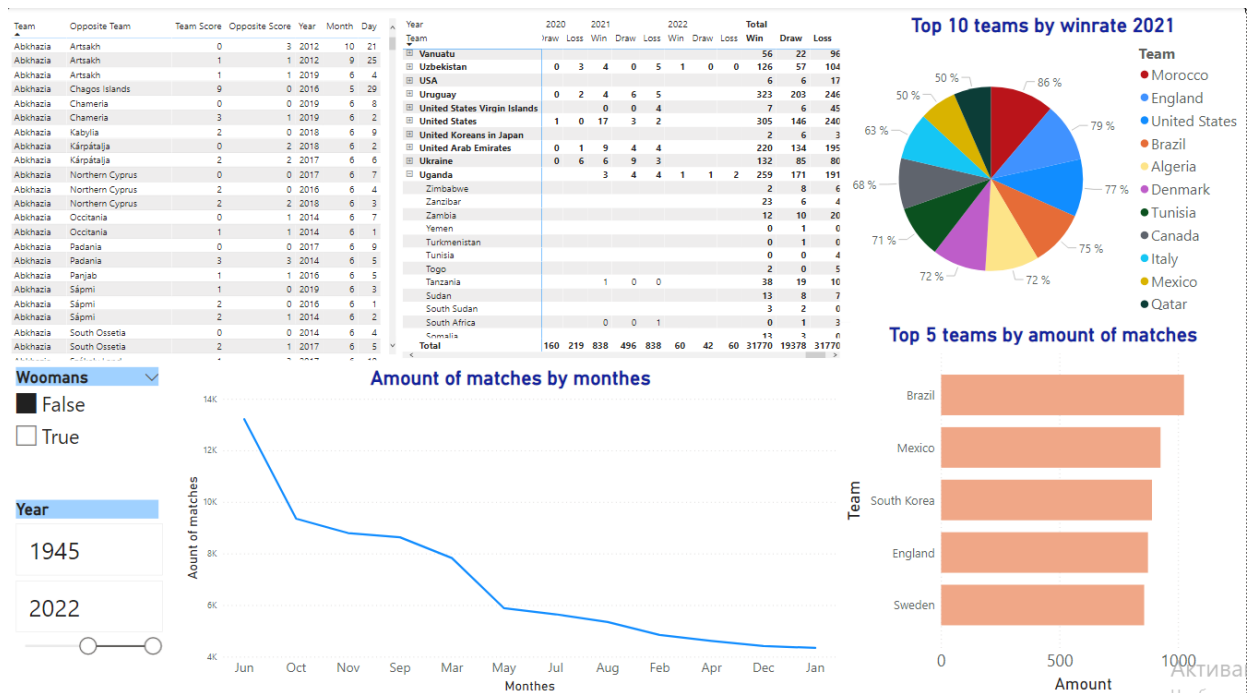 Team Opposite Team Team Score Opposite Score Year Month Day
Abkhazia Artsakh 0 3 2012 10 21
Abkhazia Artsakh 1 1 2012 9 25
Abkhazia Artsakh 1 1 2019 6 4
Abkhazia Chagos Islands 9 0 2016 5 29
Abkhazia Chameria 0 0 2019 6 8
Abkhazia Chameria 3 1 2019 6 2
Abkhazia Kabylia 2 0 2018 6 9
Abkhazia Kárpátalja 0 2 2018 6 2
Abkhazia Kárpátalja 2 2 2017 6 6
Abkhazia Northern Cyprus 0 0 2017 6 7
Abkhazia Northern Cyprus 2 0 2016 6 4
Abkhazia Northern Cyprus 2 2 2018 6 3
Abkhazia Occitania 0 1 2014 6 7
Abkhazia Occitania 1 1 2014 6 1
Abkhazia Padania 0 0 2017 6 9
Abkhazia Padania 3 3 2014 6 5
Abkhazia Panjab 1 1 2016 6 5
Abkhazia Sápmi 1 0 2019 6 3
Abkhazia Sápmi 2 0 2016 6 1
Abkhazia Sápmi 2 1 2014 6 2
Abkhazia South Ossetia 0 0 2014 6 4
Abkhazia South Ossetia 2 1 2017 6 5
Year 2020 2021 2022 Total
Team Draw Loss Win Draw Loss Win Draw Loss Win Draw Loss
Vanuatu 56 22 96
Uzbekistan 0 3 4 0 5 1 0 0 126 57 104
USA 6 6 17
Uruguay 0 2 4 6 5 323 203 246
United States Virgin Islands 0 0 4 7 6 45
United States 1 0 17 3 2 305 146 240
United Koreans in Japan 2 6 3
United Arab Emirates 0 1 9 4 4 220 134 195
Ukraine 0 6 6 9 3 132 85 80
Uganda 3 4 4 1 1 2 259 171 191
Zimbabwe 2 8 6
Zanzibar 23 6 4
Zambia 12 10 20
Yemen 0 1 0
Turkmenistan 0 1 0
Tunisia 0 0 4
Togo 2 0 5
Tanzania 1 0 0 38 19 10
Sudan 13 8 7
South Sudan 3 2 0
South Africa 0 0 1 0 1 3
Somalia 13 3 0
Total 160 219 838 496 838 60 42 60 31770 19378 31770
Top 10 teams by winrate 2021
50 %
50 %
63 %
68 %
71 %
72 %
72 %
75 %
77 %
79 %
86 %
Team
Morocco
England
United States
Brazil
Algeria
Denmark
Tunisia
Canada
Italy
Mexico
Qatar
Woomans
False
True
Year
1945
2022
Amount of matches by monthes
Aount of matches
14K
12K
10K
8K
6K
4K
Jun Oct Nov Sep Mar May Jul Aug Feb Apr Dec Jan
Monthes
Top 5 teams by amount of matches
Team
Brazil
Mexico
South Korea
England
Sweden
0 500 1000
Amount